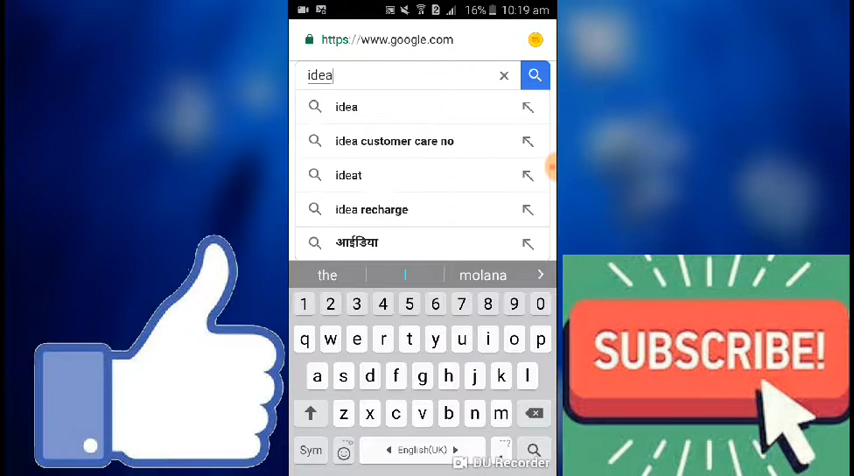 2 16% 10:19 am
https://www.google.com
idea
idea
idea customer care no
ideat
idea recharge
आईडिया
the I molana
1 2 3 4 5 6 7 8 9 0
q w e r t y u i o p
a s d f g h j k l
z x c v b n m
Sym English(UK) .
DU Recorder
SUBSCRIBE!